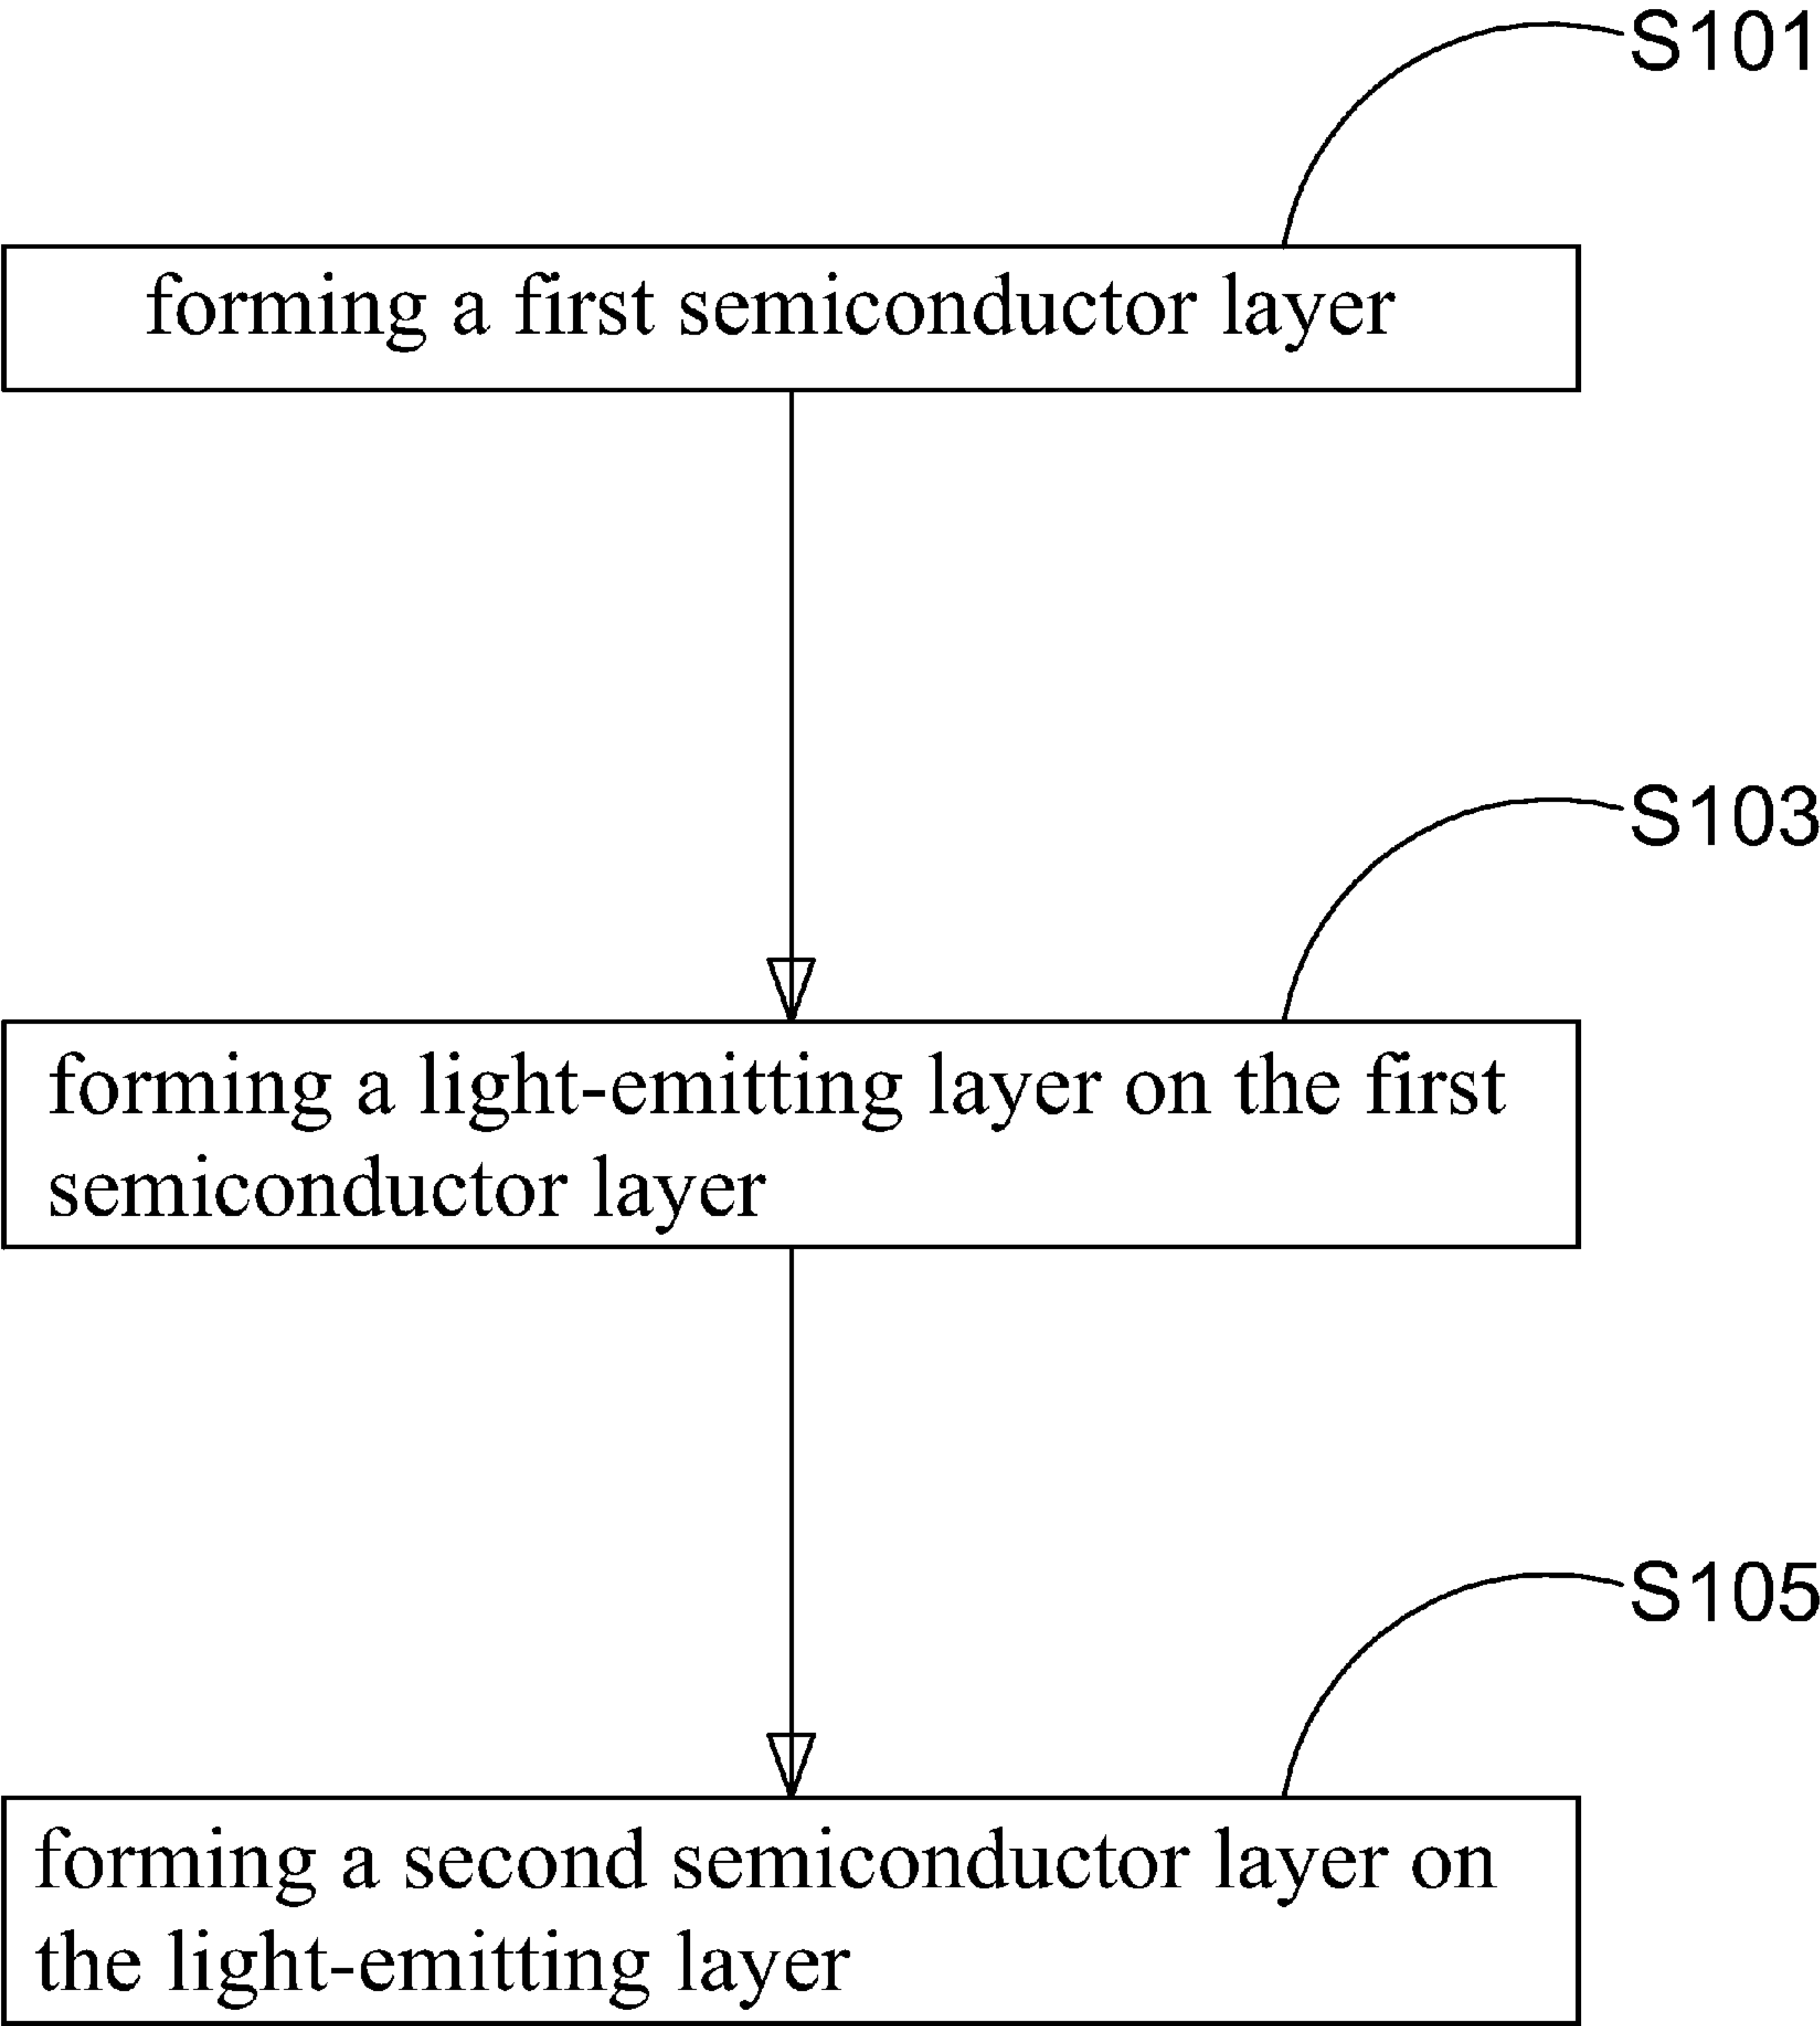 S101
forming a first semiconductor layer
S103
forming a light-emitting layer on the first
semiconductor layer
S105
forming a second semiconductor layer on
the light-emitting layer